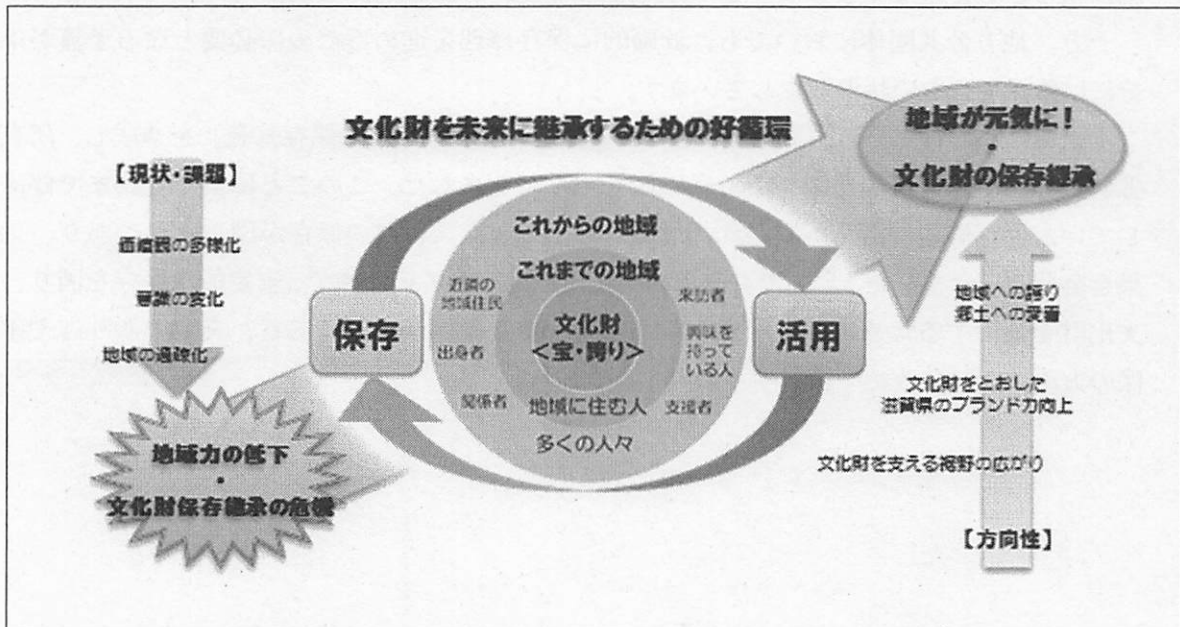 文化財を未来に継承するための好循環
地域が元気に!
・
文化財の保存継承
【現状・課題】
価値観の多様化
意識の変化
地域の過疎化
地域力の低下
・
文化財保存継承の危機
保存
これからの地域
これまでの地域
近隣の
地域住民
出身者
関係者
文化財
<宝・誇り>
地域に住む人
多くの人々
来訪者
興味を
持って
いる人
支援者
活用
地域への誇り
郷土への愛着
文化財をとおした
滋賀県のブランド力向上
文化財を支える裾野の広がり
【方向性】